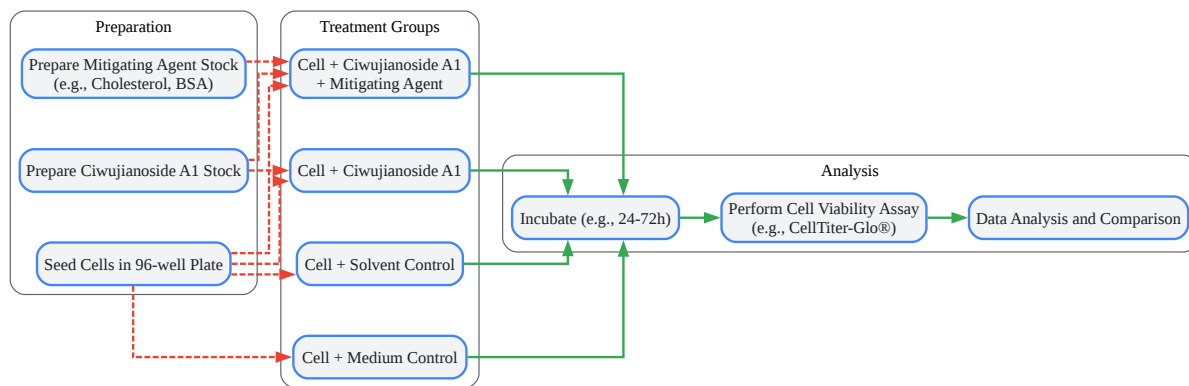 Preparation
Prepare Mitigating Agent Stock
(e.g., Cholesterol, BSA)
Prepare Ciwujianoside A1 Stock
Seed Cells in 96-well Plate
Treatment Groups
Cell + Ciwujianoside A1
+ Mitigating Agent
Cell + Ciwujianoside A1
Cell + Solvent Control
Cell + Medium Control
Analysis
Incubate (e.g., 24-72h)
Perform Cell Viability Assay
(e.g., CellTiter-Glo®)
Data Analysis and Comparison